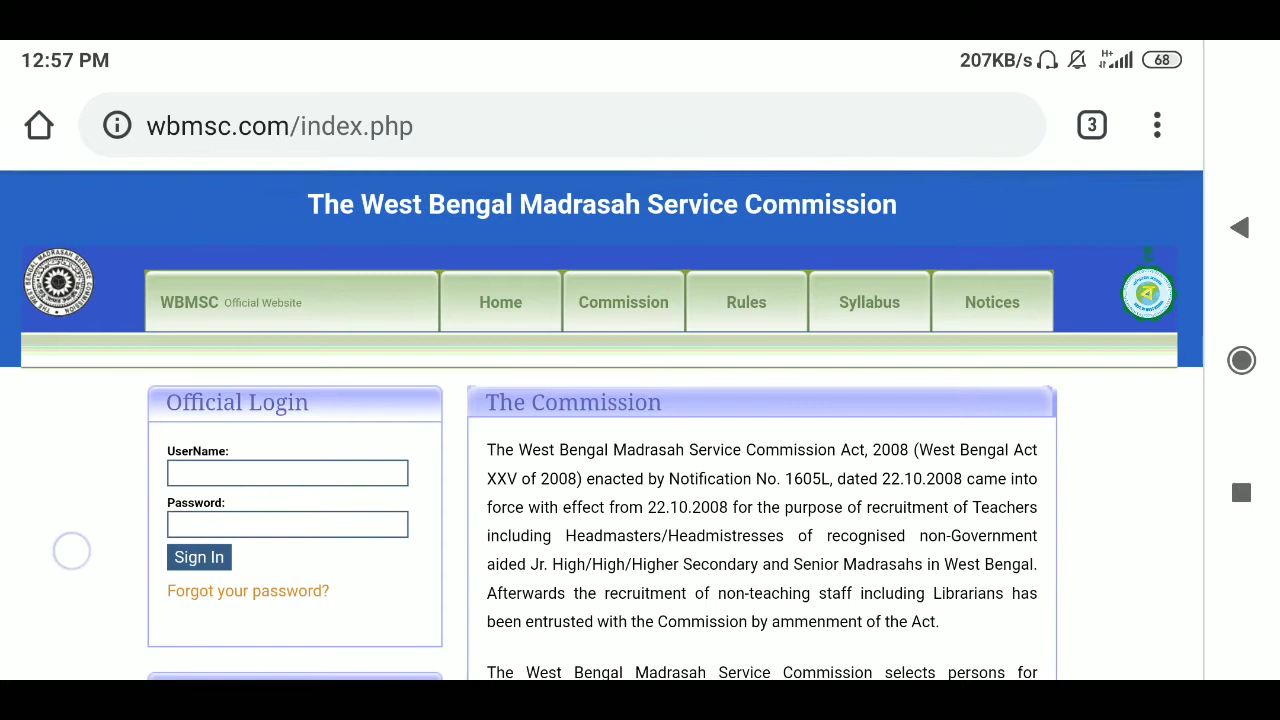 12:57 PM
207KB/s H+ 68
wbmsc.com/index.php
3
The West Bengal Madrasah Service Commission
WBMSC Official Website Home Commission Rules Syllabus Notices
Official Login
UserName:
Password:
Sign In
Forgot your password?
The Commission
The West Bengal Madrasah Service Commission Act, 2008 (West Bengal Act
XXV of 2008) enacted by Notification No. 1605L, dated 22.10.2008 came into
force with effect from 22.10.2008 for the purpose of recruitment of Teachers
including Headmasters/Headmistresses of recognised non-Government
aided Jr. High/High/Higher Secondary and Senior Madrasahs in West Bengal.
Afterwards the recruitment of non-teaching staff including Librarians has
been entrusted with the Commission by ammenment of the Act.
The West Bengal Madrasah Service Commission selects persons for